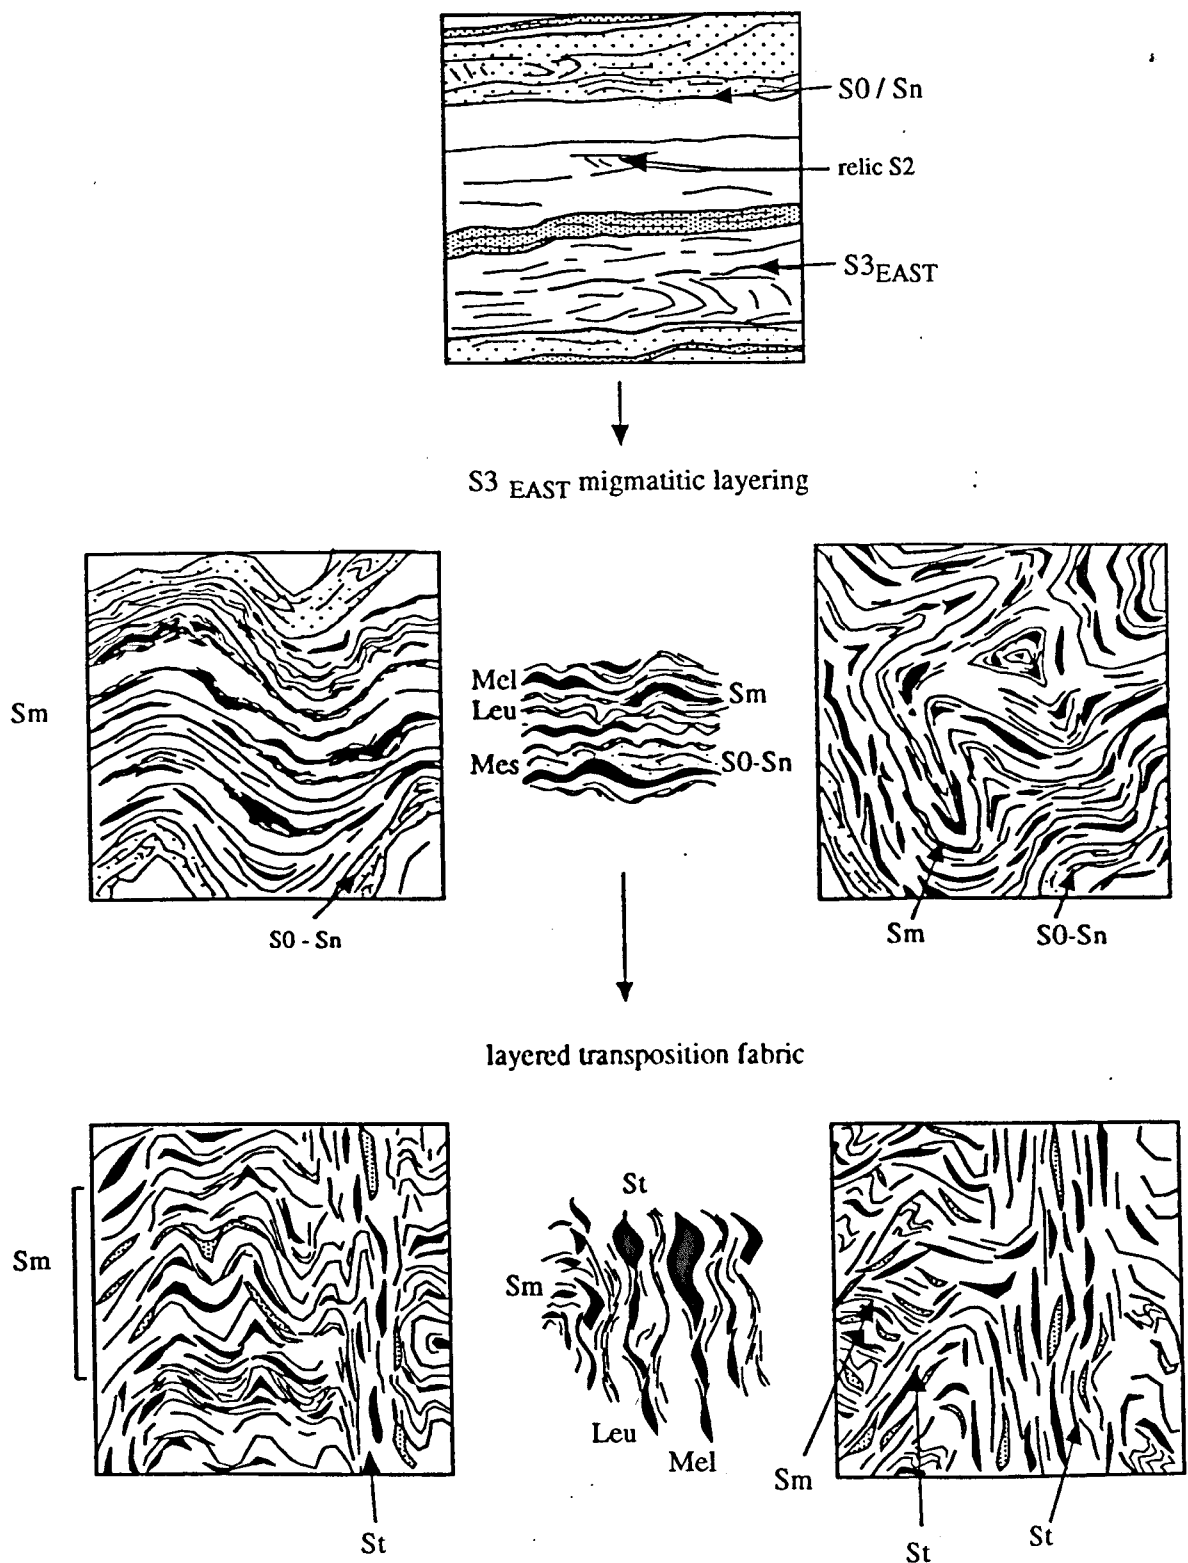 S0 / Sn
relic S2
S3EAST
S3 EAST migmatitic layering
Sm
Mel
Leu
Mes
Sm
S0-Sn
S0 - Sn
Sm
S0-Sn
layered transposition fabric
Sm
St
Sm
Leu
Mel
St
Sm
St
St